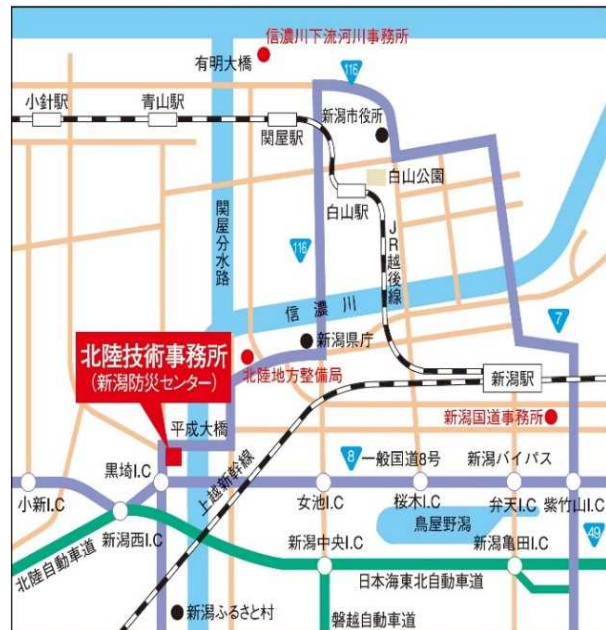 信濃川下流河川事務所
有明大橋
116
小針駅
青山駅
関屋駅
新潟市役所
白山公園
白山駅
関屋分水路
116
JR越後線
信濃川
7
新潟県庁
北陸技術事務所
(新潟防災センター)
北陸地方整備局
新潟駅
新潟国道事務所
平成大橋
上越新幹線
8
一般国道8号
新潟バイパス
黒埼I.C
小新I.C
女池I.C
桜木I.C
弁天I.C
紫竹山I.C
鳥屋野潟
49
新潟西I.C
新潟中央I.C
新潟亀田I.C
北陸自動車道
日本海東北自動車道
新潟ふるさと村
磐越自動車道